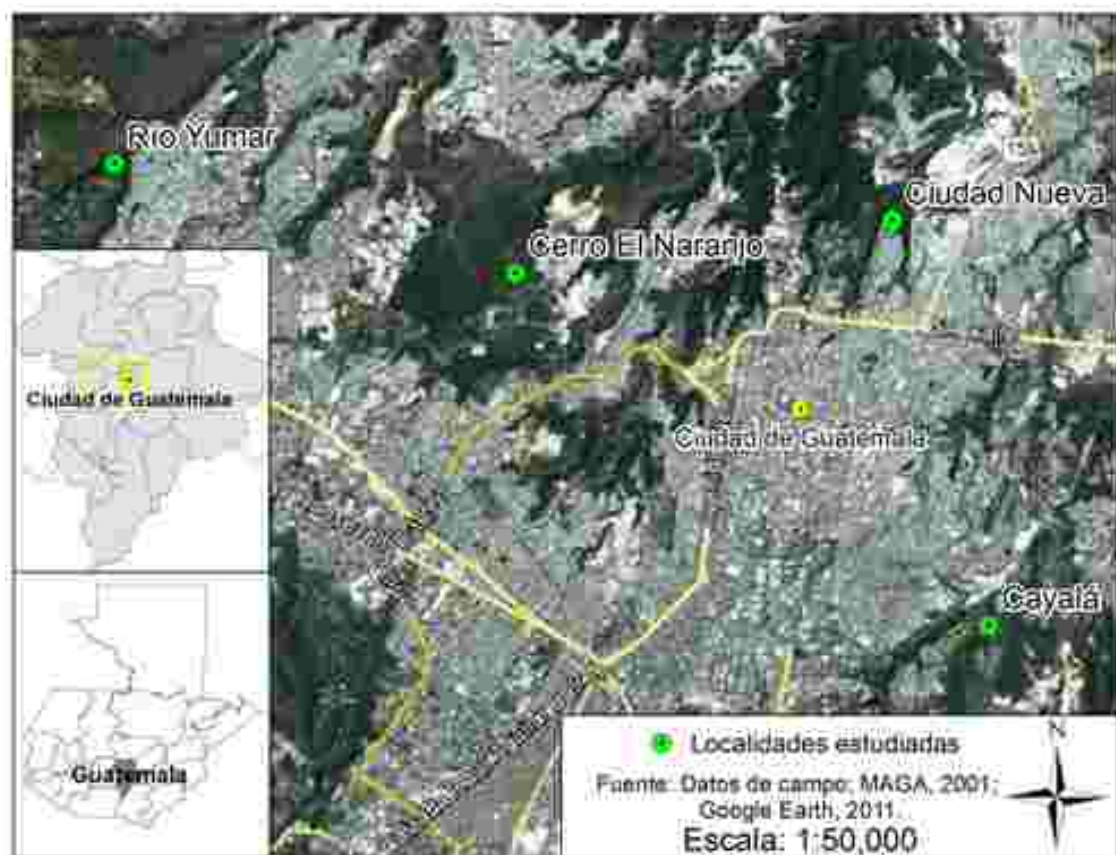 Río Yumar
Ciudad Nueva
Cerro El Naranjo
Ciudad de Guatemala
Ciudad de Guatemala
Cayalá
Guatemala
Localidades estudiadas
Fuente: Datos de campo; MAGA, 2001;
Google Earth, 2011.
Escala: 1:50,000
N